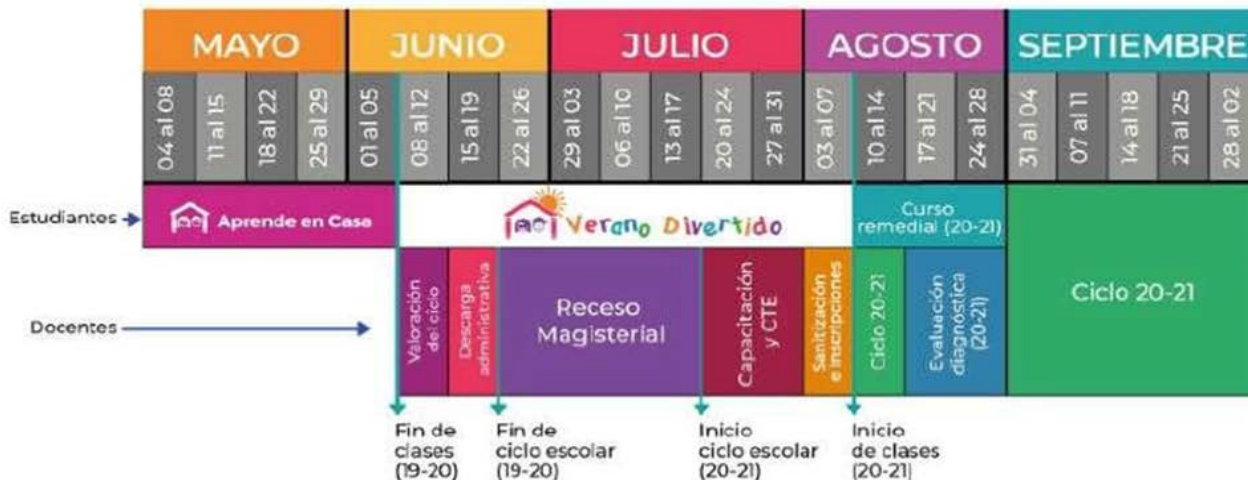 MAYO
JUNIO
JULIO
AGOSTO
SEPTIEMBRE
04 al 08
11 al 15
18 al 22
25 al 29
01 al 05
08 al 12
15 al 19
22 al 26
29 al 03
06 al 10
13 al 17
20 al 24
27 al 31
03 al 07
10 al 14
17 al 21
24 al 28
31 al 04
07 al 11
14 al 18
21 al 25
28 al 02
Estudiantes
Aprende en Casa
Verano Divertido
Curso
remedial (20-21)
Docentes
Valoración
del ciclo
Descarga
administrativa
Receso
Magisterial
Capacitación
y CTE
Sanitización
e inscripciones
Ciclo 20-21
Evaluación
diagnóstica
(20-21)
Ciclo 20-21
Fin de
clases
(19-20)
Fin de
ciclo escolar
(19-20)
Inicio
ciclo escolar
(20-21)
Inicio
de clases
(20-21)